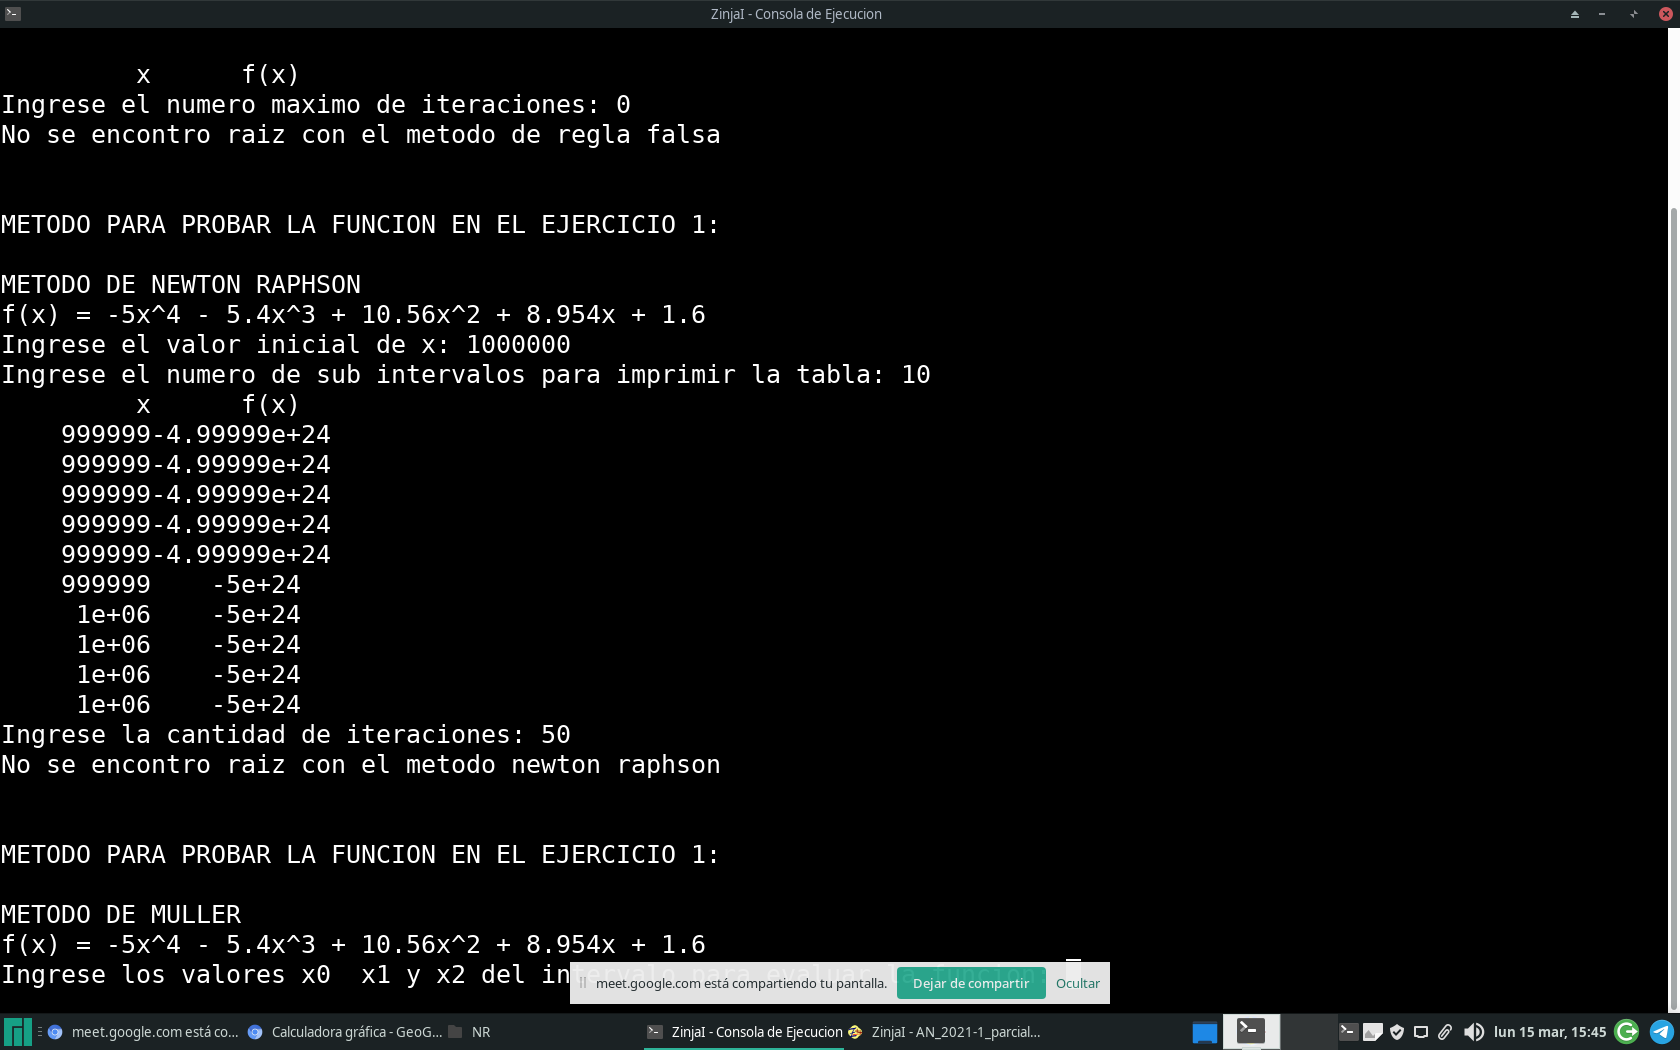 ZinjaI - Consola de Ejecucion
x f(x)
Ingrese el numero maximo de iteraciones: 0
No se encontro raiz con el metodo de regla falsa
METODO PARA PROBAR LA FUNCION EN EL EJERCICIO 1:
METODO DE NEWTON RAPHSON
f(x) = -5x^4 - 5.4x^3 + 10.56x^2 + 8.954x + 1.6
Ingrese el valor inicial de x: 1000000
Ingrese el numero de sub intervalos para imprimir la tabla: 10
x f(x)
999999-4.99999e+24
999999-4.99999e+24
999999-4.99999e+24
999999-4.99999e+24
999999-4.99999e+24
999999 -5e+24
1e+06 -5e+24
1e+06 -5e+24
1e+06 -5e+24
1e+06 -5e+24
Ingrese la cantidad de iteraciones: 50
No se encontro raiz con el metodo newton raphson
METODO PARA PROBAR LA FUNCION EN EL EJERCICIO 1:
METODO DE MULLER
f(x) = -5x^4 - 5.4x^3 + 10.56x^2 + 8.954x + 1.6
Ingrese los valores x0 x1 y x2 del intervalo para evaluar la funcion:
meet.google.com está compartiendo tu pantalla. Dejar de compartir Ocultar
meet.google.com está co... Calculadora gráfica - GeoG... NR ZinjaI - Consola de Ejecucion ZinjaI - AN_2021-1_parcial... lun 15 mar, 15:45